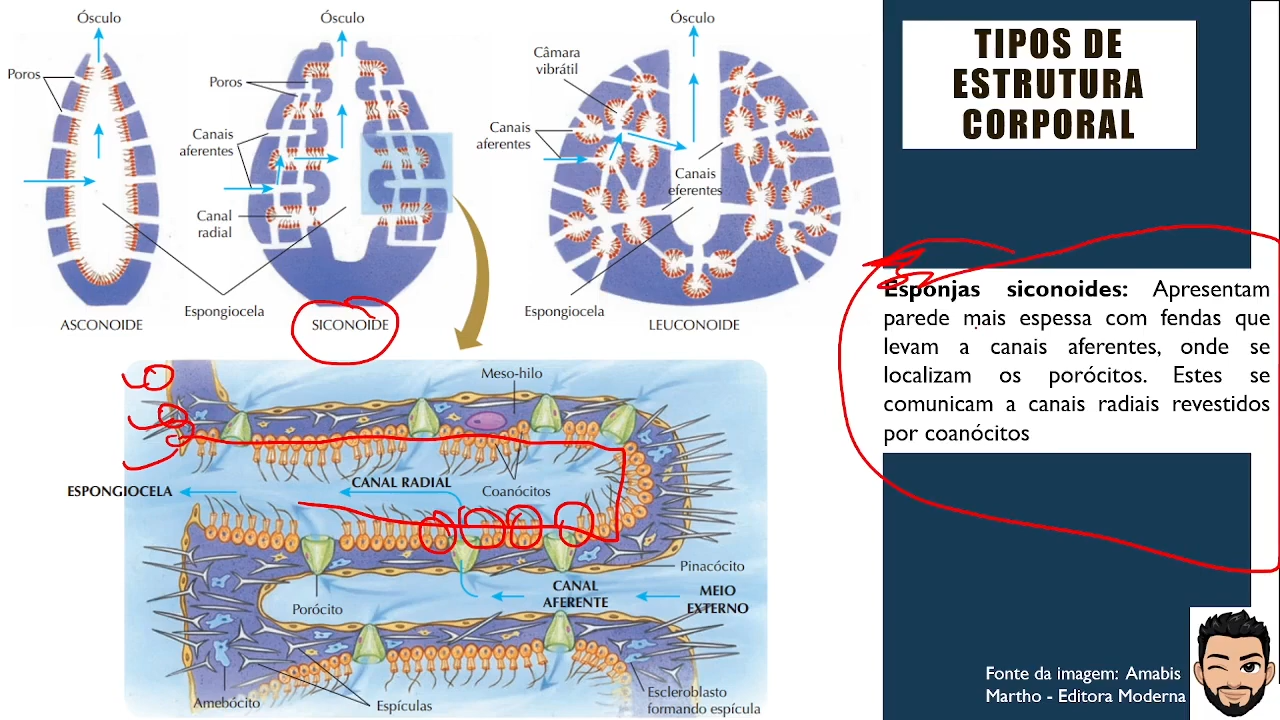 Ósculo
Poros
Espongiocela
ASCONOIDE
Ósculo
Poros
Canais
aferentes
Canal
radial
SICONOIDE
Ósculo
Câmara
vibrátil
Canais
aferentes
Canais
eferentes
Espongiocela
LEUCONOIDE
Meso-hilo
ESPONGIOCELA
CANAL RADIAL
Coanócitos
Pinacócito
Porócito
CANAL
AFERENTE
MEIO
EXTERNO
Amebócito
Espículas
Escleroblasto
formando espícula
TIPOS DE
ESTRUTURA
CORPORAL
Esponjas siconoides: Apresentam
parede mais espessa com fendas que
levam a canais aferentes, onde se
localizam os porócitos. Estes se
comunicam a canais radiais revestidos
por coanócitos
Fonte da imagem: Amabis
Martho - Editora Moderna